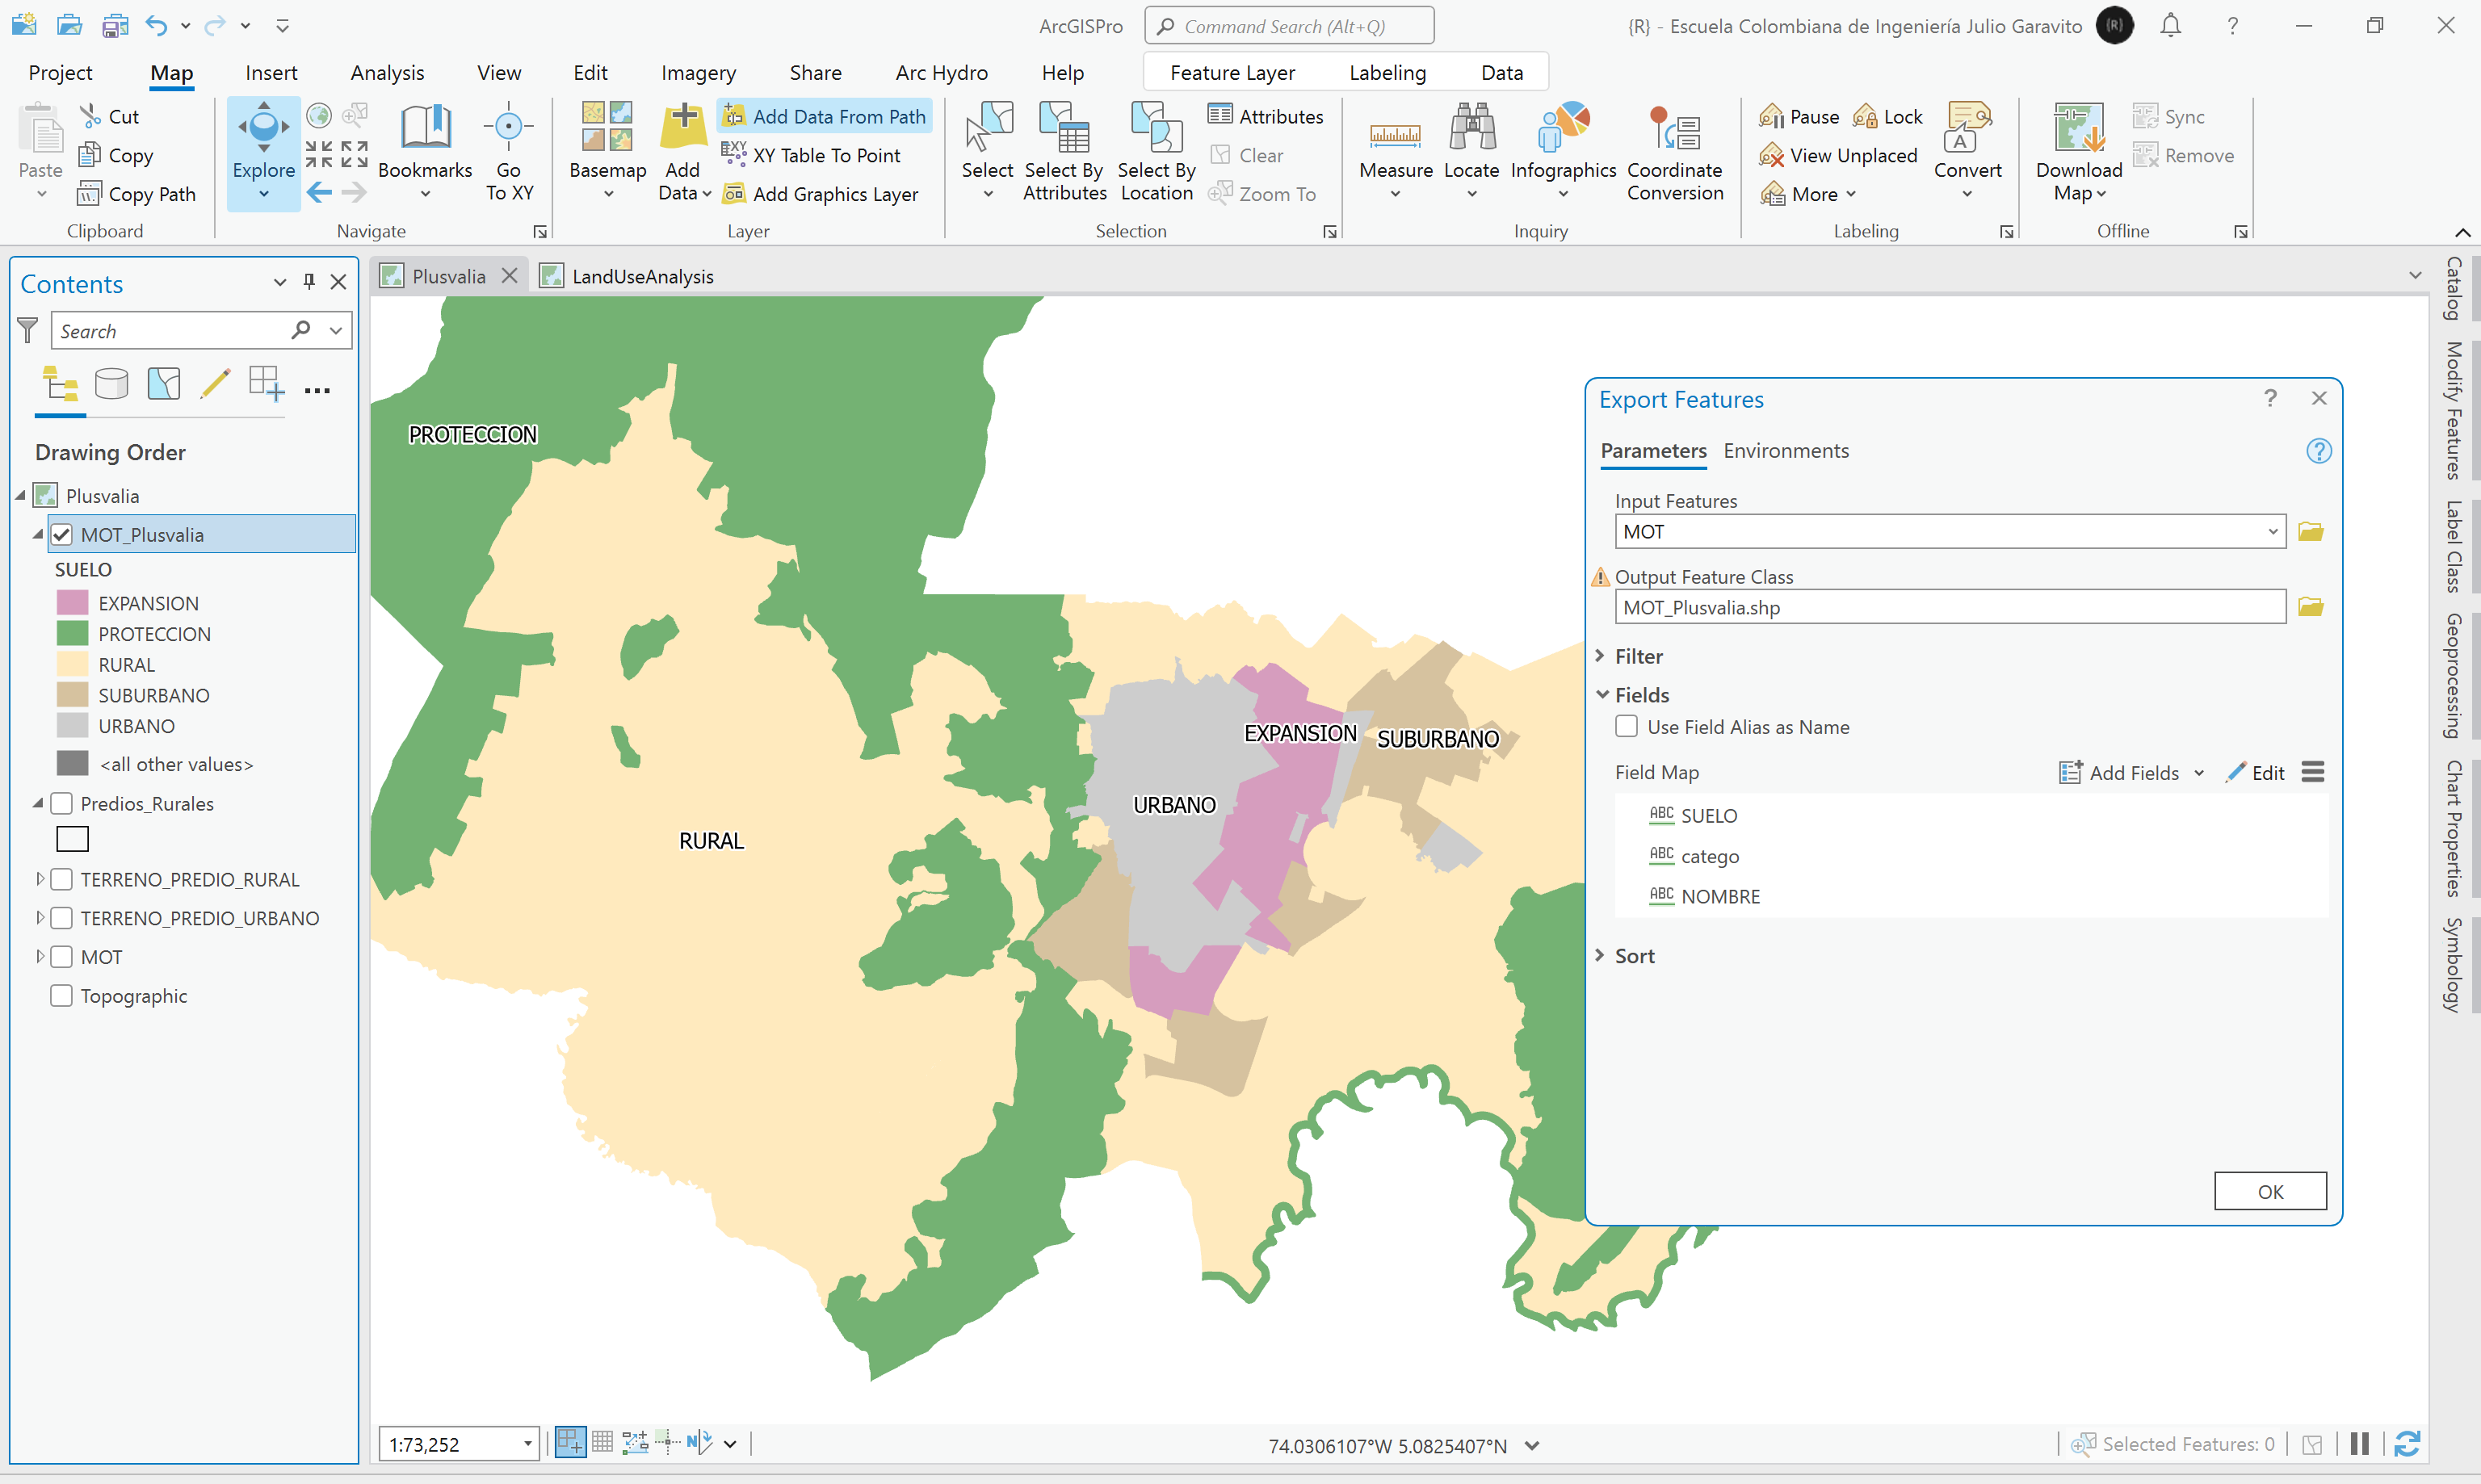 ArcGISPro
Command Search (Alt+Q)
{R} - Escuela Colombiana de Ingeniería Julio Garavito
{R}
?
Project
Map
Insert
Analysis
View
Edit
Imagery
Share
Arc Hydro
Help
Feature Layer
Labeling
Data
Paste
Cut
Copy
Copy Path
Clipboard
Explore
Bookmarks
Go
To XY
Navigate
Basemap
Add
Data
Add Data From Path
XY Table To Point
Add Graphics Layer
Layer
Select
Select By
Attributes
Select By
Location
Attributes
Clear
Zoom To
Selection
Measure
Locate
Infographics
Coordinate
Conversion
Inquiry
Pause
Lock
View Unplaced
More
Convert
Labeling
Download
Map
Sync
Remove
Offline
Contents
Search
Drawing Order
Plusvalia
MOT_Plusvalia
SUELO
EXPANSION
PROTECCION
RURAL
SUBURBANO
URBANO
<all other values>
Predios_Rurales
TERRENO_PREDIO_RURAL
TERRENO_PREDIO_URBANO
MOT
Topographic
Plusvalia
LandUseAnalysis
PROTECCION
RURAL
URBANO
EXPANSION
SUBURBANO
Export Features
?
Parameters
Environments
?
Input Features
MOT
Output Feature Class
MOT_Plusvalia.shp
Filter
Fields
Use Field Alias as Name
Field Map
Add Fields
Edit
ABC SUELO
ABC catego
ABC NOMBRE
Sort
OK
Catalog
Modify Features
Label Class
Geoprocessing
Chart Properties
Symbology
1:73,252
74.0306107°W 5.0825407°N
Selected Features: 0